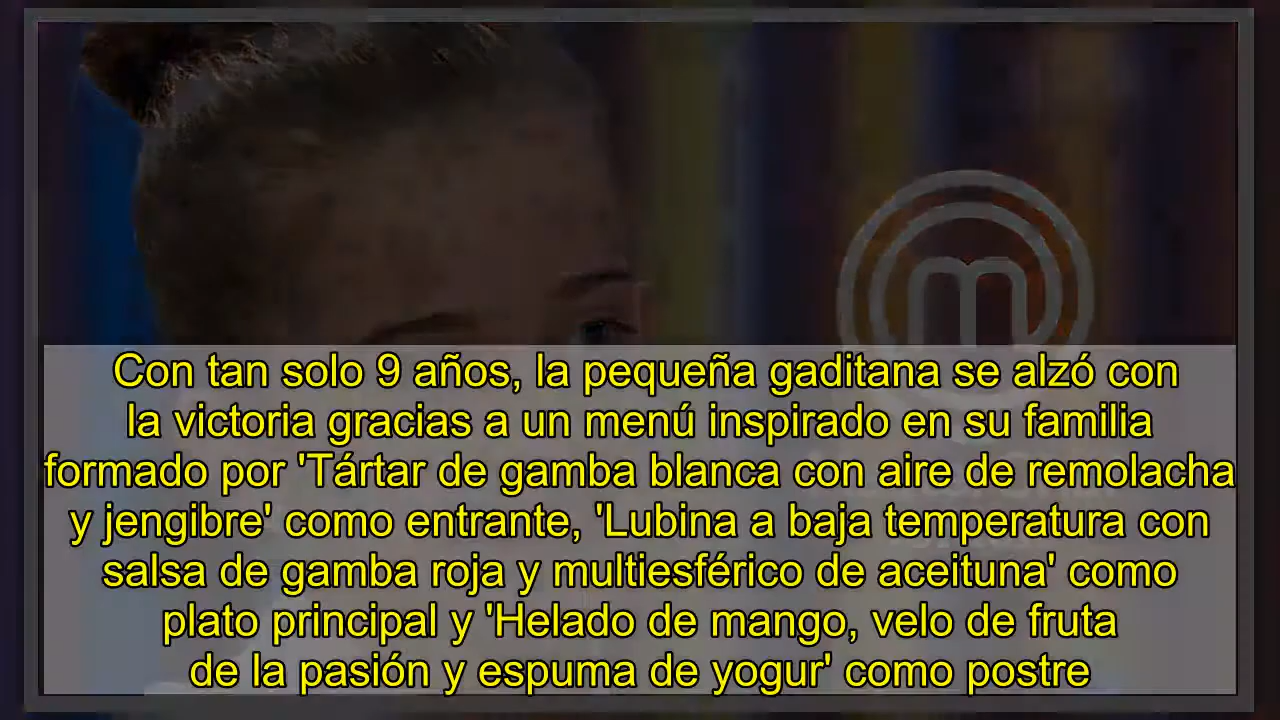 Con tan solo 9 años, la pequeña gaditana se alzó con
la victoria gracias a un menú inspirado en su familia
formado por 'Tártar de gamba blanca con aire de remolacha
y jengibre' como entrante, 'Lubina a baja temperatura con
salsa de gamba roja y multiesférico de aceituna' como
plato principal y 'Helado de mango, velo de fruta
de la pasión y espuma de yogur' como postre